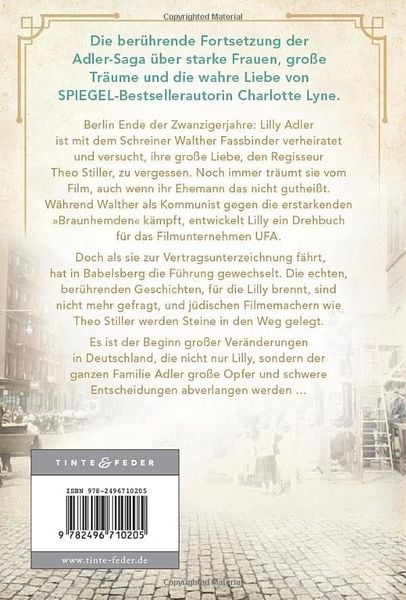 Copyrighted Material
Die berührende Fortsetzung der
Adler-Saga über starke Frauen, große
Träume und die wahre Liebe von
SPIEGEL-Bestsellerautorin Charlotte Lyne.
Berlin Ende der Zwanzigerjahre: Lilly Adler
ist mit dem Schreiner Walther Fassbinder verheiratet
und versucht, ihre große Liebe, den Regisseur
Theo Stiller, zu vergessen. Noch immer träumt sie vom
Film, auch wenn ihr Ehemann das nicht gutheißt.
Während Walther als Kommunist gegen die erstarkenden
»Braunhemden« kämpft, entwickelt Lilly ein Drehbuch
für das Filmunternehmen UFA.
Doch als sie zur Vertragsunterzeichnung fährt,
hat in Babelsberg die Führung gewechselt. Die echten,
berührenden Geschichten, für die Lilly brennt, sind
nicht mehr gefragt, und jüdischen Filmemachern wie
Theo Stiller werden Steine in den Weg gelegt.
Es ist der Beginn großer Veränderungen
in Deutschland, die nicht nur Lilly, sondern der
ganzen Familie Adler große Opfer und schwere
Entscheidungen abverlangen werden …
TINTE & FEDER
ISBN 978-2496710205
9 782496 710205
www.tinte-feder.de
Copyrighted Material